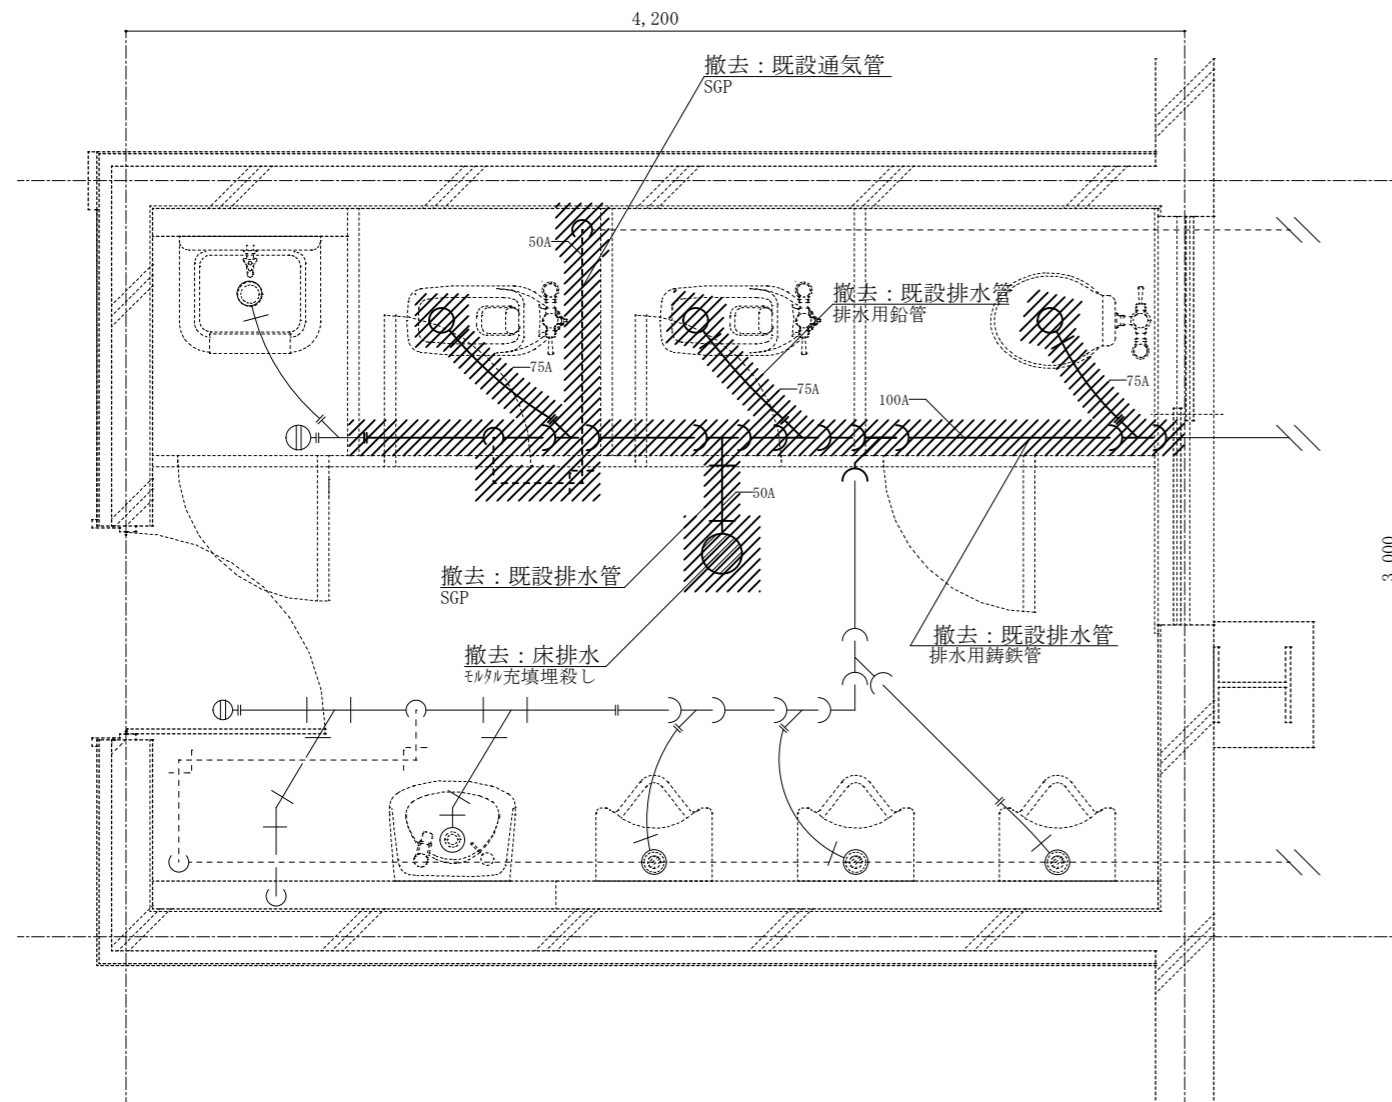 4,200
撤去：既設通気管
SGP
50A
撤去：既設排水管
排水用鉛管
75A
75A
75A
100A
50A
3,000
撤去：既設排水管
SGP
撤去：既設排水管
排水用鋳鉄管
撤去：床排水
ﾓﾙﾀﾙ充填埋殺し